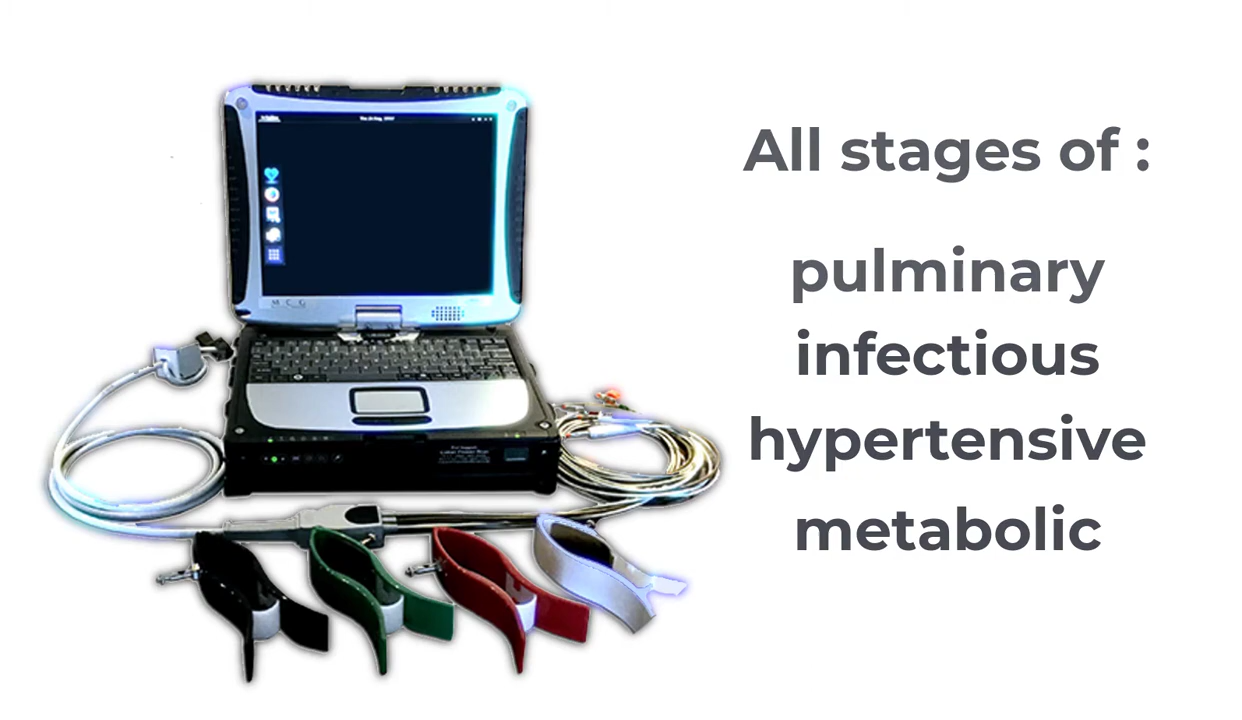 M C G
All stages of :
pulminary
infectious
hypertensive
metabolic